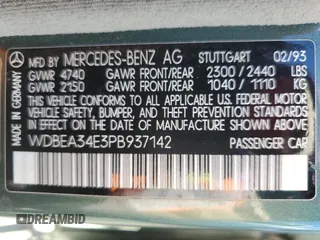 MFD. BY MERCEDES-BENZ AG STUTTGART 02/93
GVWR 4740 GAWR FRONT/REAR 2300 / 2440 LBS
GVWR 2150 GAWR FRONT/REAR 1040 / 1110 KG
THIS VEHICLE CONFORMS TO ALL APPLICABLE U.S. FEDERAL
MOTOR VEHICLE SAFETY, BUMPER, AND THEFT PREVENTION
STANDARDS IN EFFECT ON THE DATE OF MANUFACTURE
SHOWN ABOVE.
WDBEA34E3PB937142 PASSENGER CAR
MADE IN GERMANY
© DIMEBID.COM